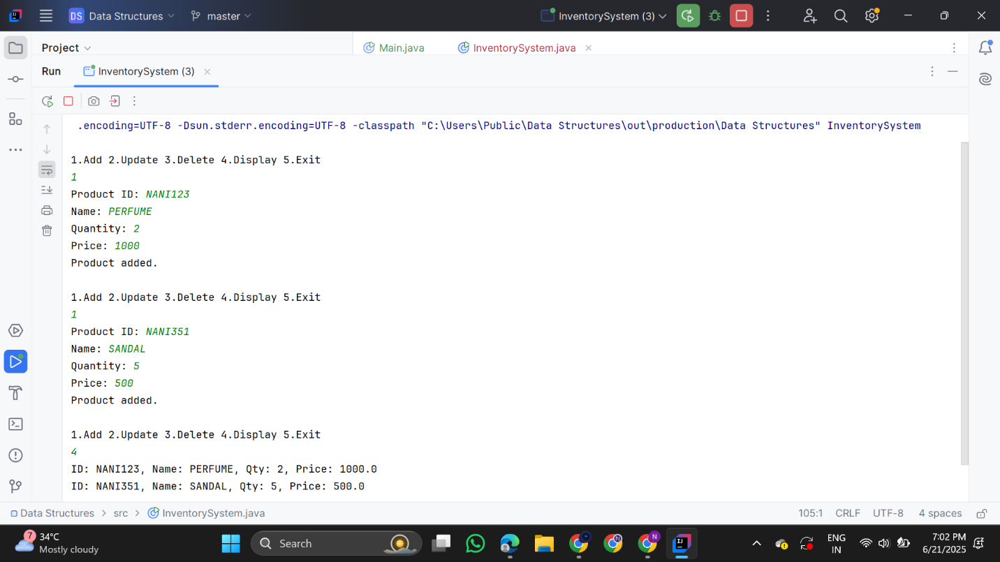 DS Data Structures master InventorySystem (3)
Project Main.java InventorySystem.java
Run InventorySystem (3)
.encoding=UTF-8 -Dsun.stderr.encoding=UTF-8 -classpath "C:\Users\Public\Data Structures\out\production\Data Structures" InventorySystem
1.Add 2.Update 3.Delete 4.Display 5.Exit
1
Product ID: NANI123
Name: PERFUME
Quantity: 2
Price: 1000
Product added.
1.Add 2.Update 3.Delete 4.Display 5.Exit
1
Product ID: NANI351
Name: SANDAL
Quantity: 5
Price: 500
Product added.
1.Add 2.Update 3.Delete 4.Display 5.Exit
4
ID: NANI123, Name: PERFUME, Qty: 2, Price: 1000.0
ID: NANI351, Name: SANDAL, Qty: 5, Price: 500.0
Data Structures > src > InventorySystem.java 105:1 CRLF UTF-8 4 spaces
7 34°C
Mostly cloudy
Search
N
N
IJ
ENG
IN
7:02 PM
6/21/2025